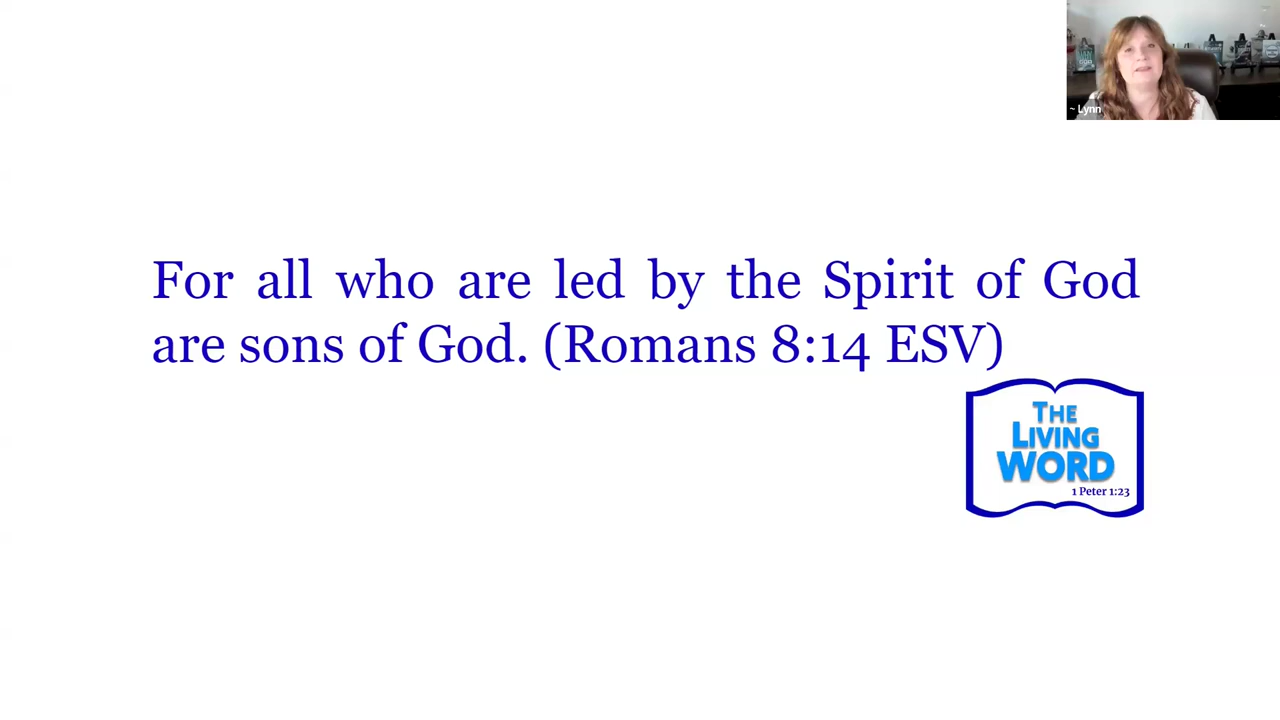 ~ Lynn
For all who are led by the Spirit of God
are sons of God. (Romans 8:14 ESV)
THE
LIVING
WORD
1 Peter 1:23